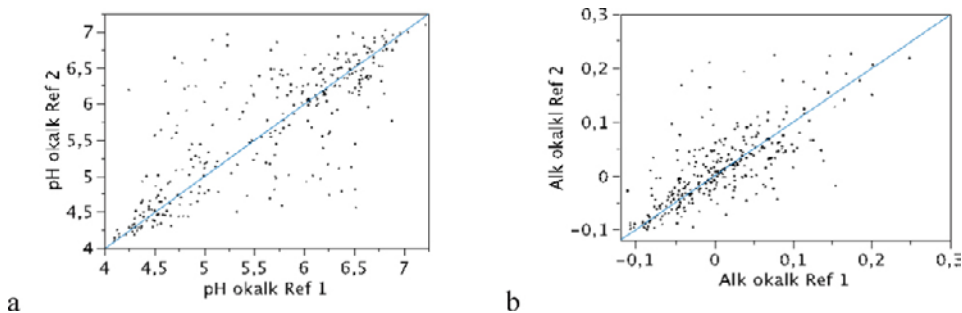 7
6,5
6
5,5
5
4,5
4
pH okalk Ref 2
4 4,5 5 5,5 6 6,5 7
pH okalk Ref 1
a
0,3
0,2
0,1
0
-0,1
Alk okalkl Ref 2
-0,1 0 0,1 0,2 0,3
Alk okalk Ref 1
b